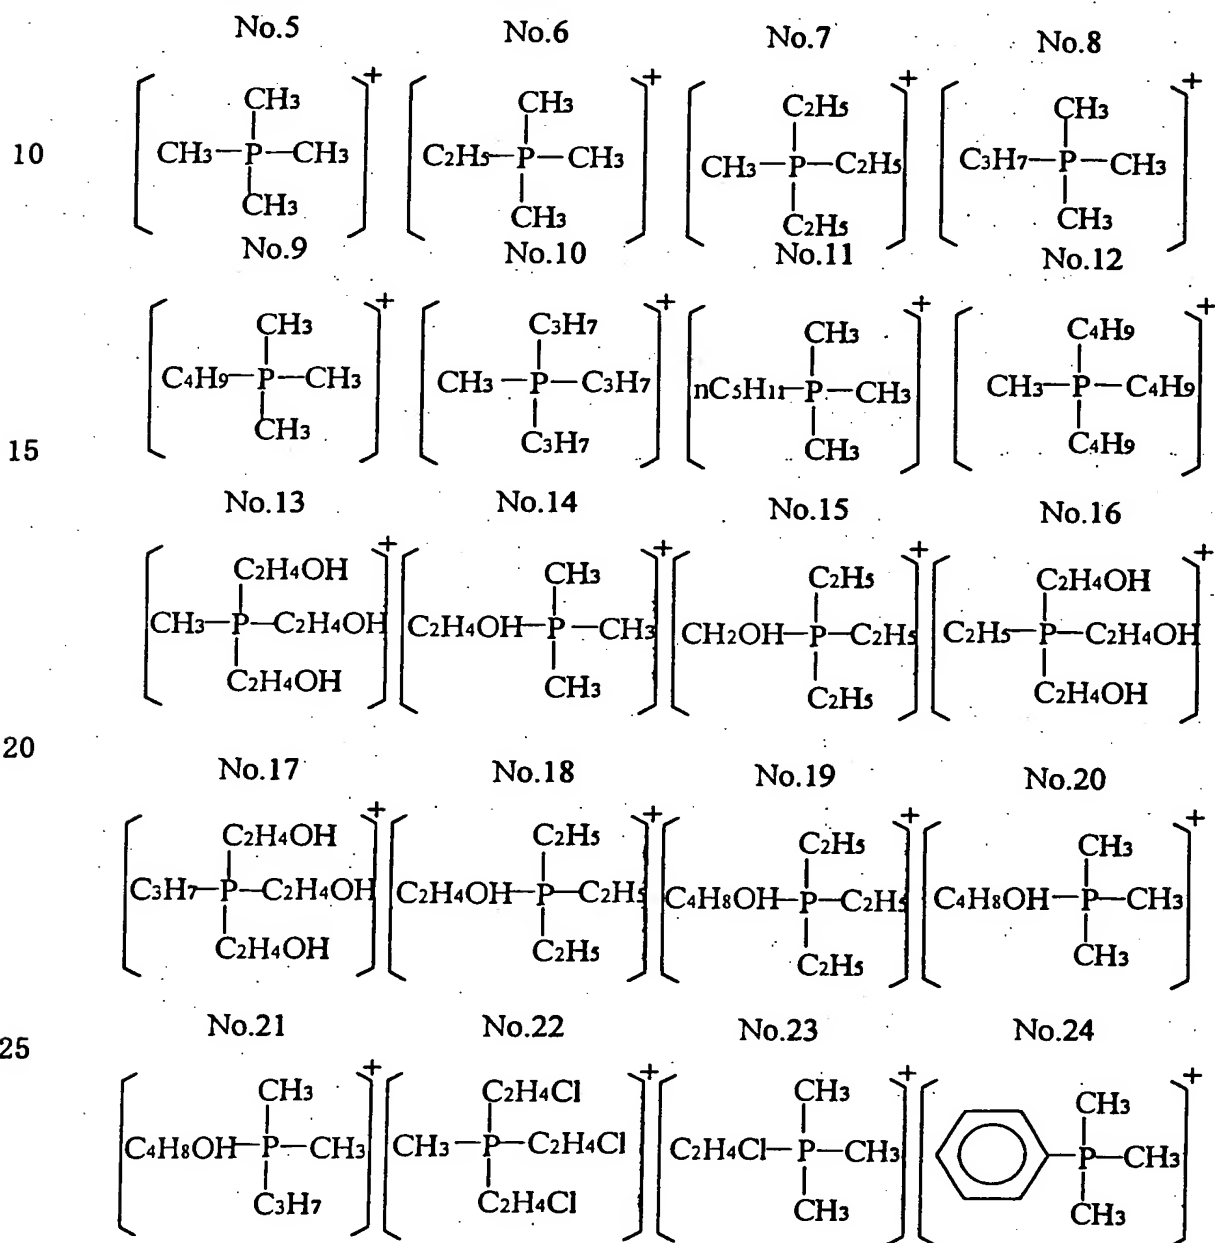 No.5 No.6 No.7 No.8
+ + + +
CH3 CH3 C2H5 CH3
10 CH3-P-CH3 C2H5-P-CH3 CH3-P-C2H5 C3H7-P-CH3
CH3 CH3 C2H5 CH3
No.9 No.10 No.11 No.12
+ + + +
CH3 C3H7 CH3 C4H9
C4H9-P-CH3 CH3-P-C3H7 nC5H11-P-CH3 CH3-P-C4H9
CH3 C3H7 CH3 C4H9
15
No.13 No.14 No.15 No.16
+ + + +
C2H4OH CH3 C2H5 C2H4OH
CH3-P-C2H4OH C2H4OH-P-CH3 CH2OH-P-C2H5 C2H5-P-C2H4OH
C2H4OH CH3 C2H5 C2H4OH
20
No.17 No.18 No.19 No.20
+ + + +
C2H4OH C2H5 C2H5 CH3
C3H7-P-C2H4OH C2H4OH-P-C2H5 C4H8OH-P-C2H5 C4H8OH-P-CH3
C2H4OH C2H5 C2H5 CH3
No.21 No.22 No.23 No.24
25
+ + + +
CH3 C2H4Cl CH3 CH3
C4H8OH-P-CH3 CH3-P-C2H4Cl C2H4Cl-P-CH3 P-CH3
C3H7 C2H4Cl CH3 CH3